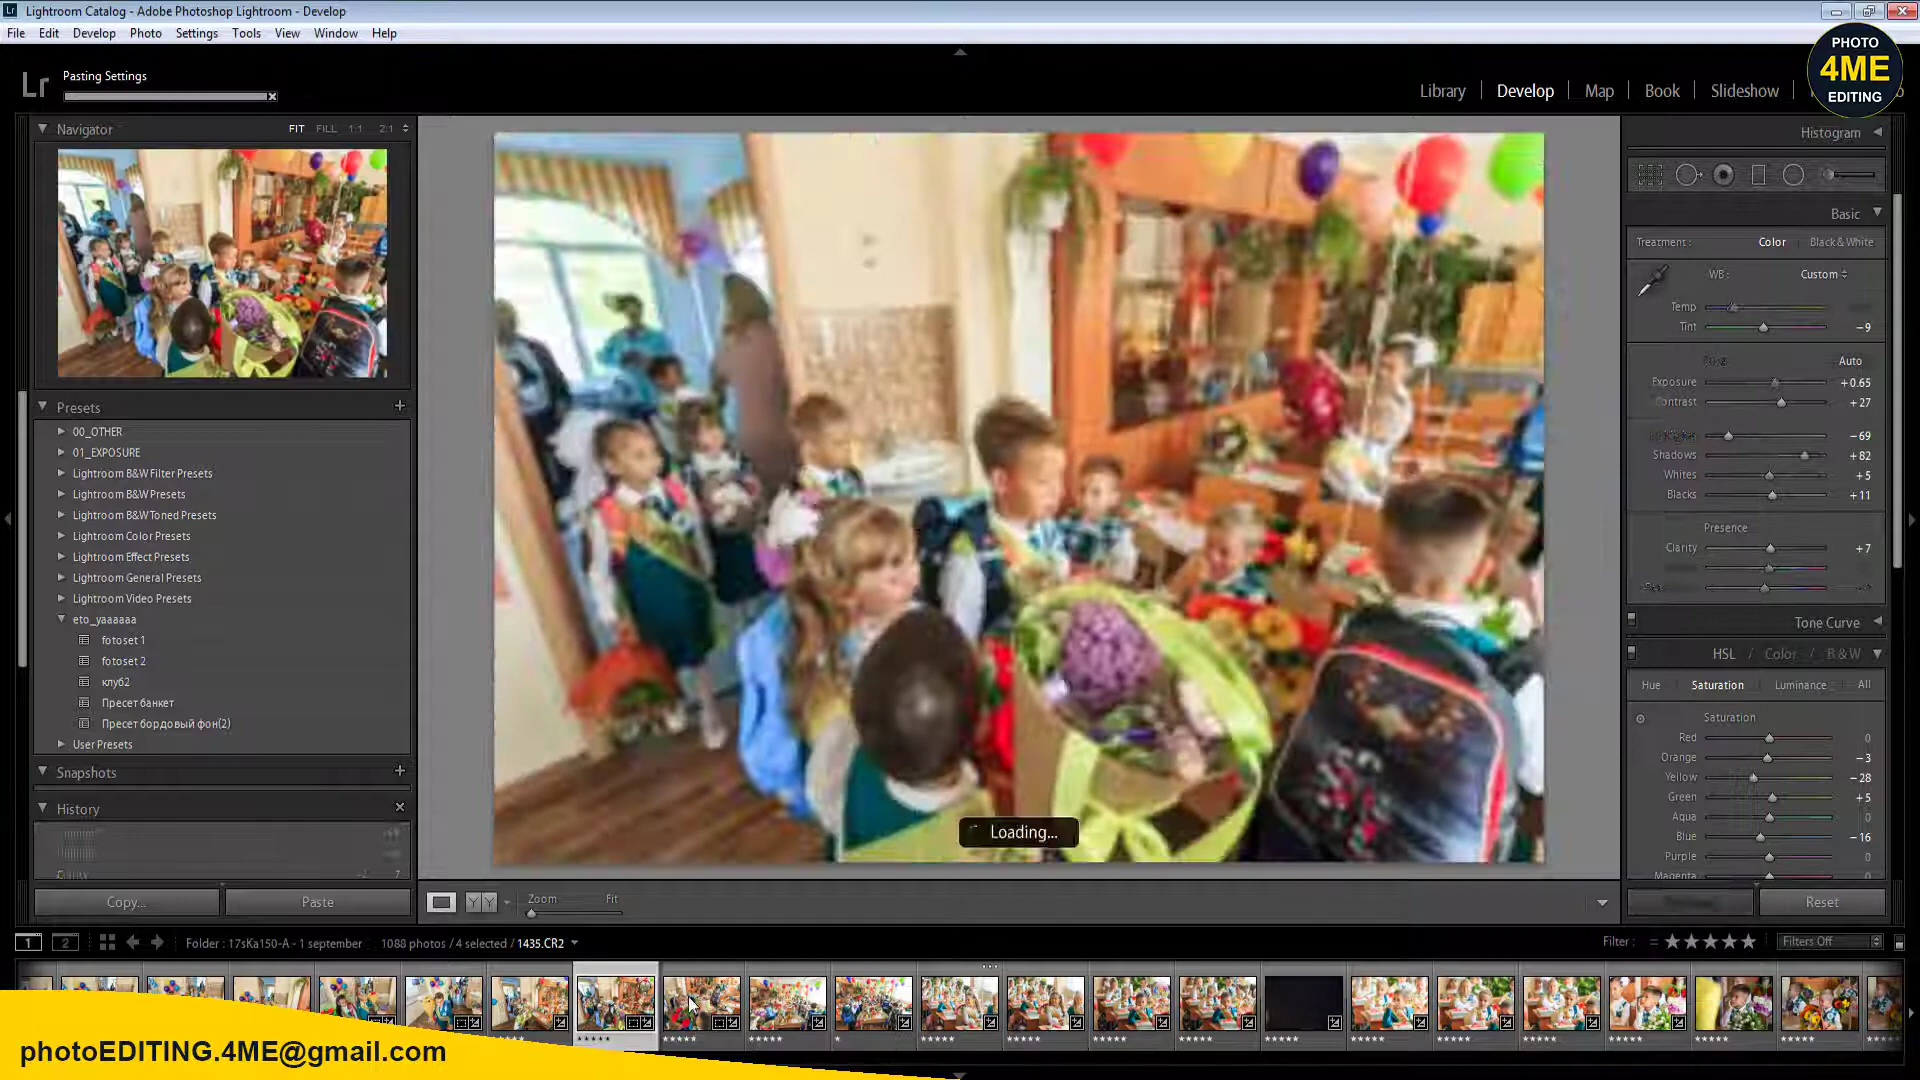 Lightroom Catalog - Adobe Photoshop Lightroom - Develop
File Edit Develop Photo Settings Tools View Window Help
PHOTO
4ME
EDITING
Lr
Pasting Settings
Library Develop Map Book Slideshow
Navigator FIT FILL 1:1 2:1
Histogram
Basic
Treatment: Color Black & White
WB: Custom
Temp
Tint -9
Auto
Exposure +0.65
Contrast +27
-69
Shadows +82
Whites +5
Blacks +11
Presence
Clarity +7
Tone Curve
HSL / Color / B & W
Hue Saturation Luminance All
Saturation
Red 0
Orange -3
Yellow -28
Green +5
Aqua 0
Blue -16
Purple 0
Magenta 0
Reset
Presets
00_OTHER
01_EXPOSURE
Lightroom B&W Filter Presets
Lightroom B&W Presets
Lightroom B&W Toned Presets
Lightroom Color Presets
Lightroom Effect Presets
Lightroom General Presets
Lightroom Video Presets
eto_yaaaaaa
fotoset 1
fotoset 2
клуб2
Пресет банкет
Пресет бордовый фон(2)
User Presets
Snapshots
History
Copy... Paste
Loading...
YY Zoom Fit
1 2 Folder : 17sKa150-A - 1 september 1088 photos / 4 selected / 1435.CR2
Filter : Filters Off
photoEDITING.4ME@gmail.com